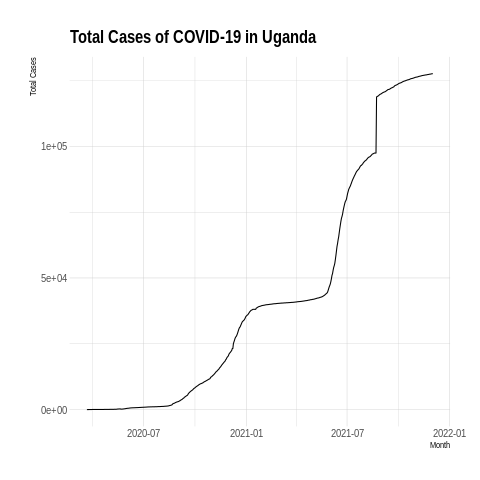 Total Cases of COVID-19 in Uganda
Total Cases
1e+05
5e+04
0e+00
2020-07
2021-01
2021-07
2022-01
Month